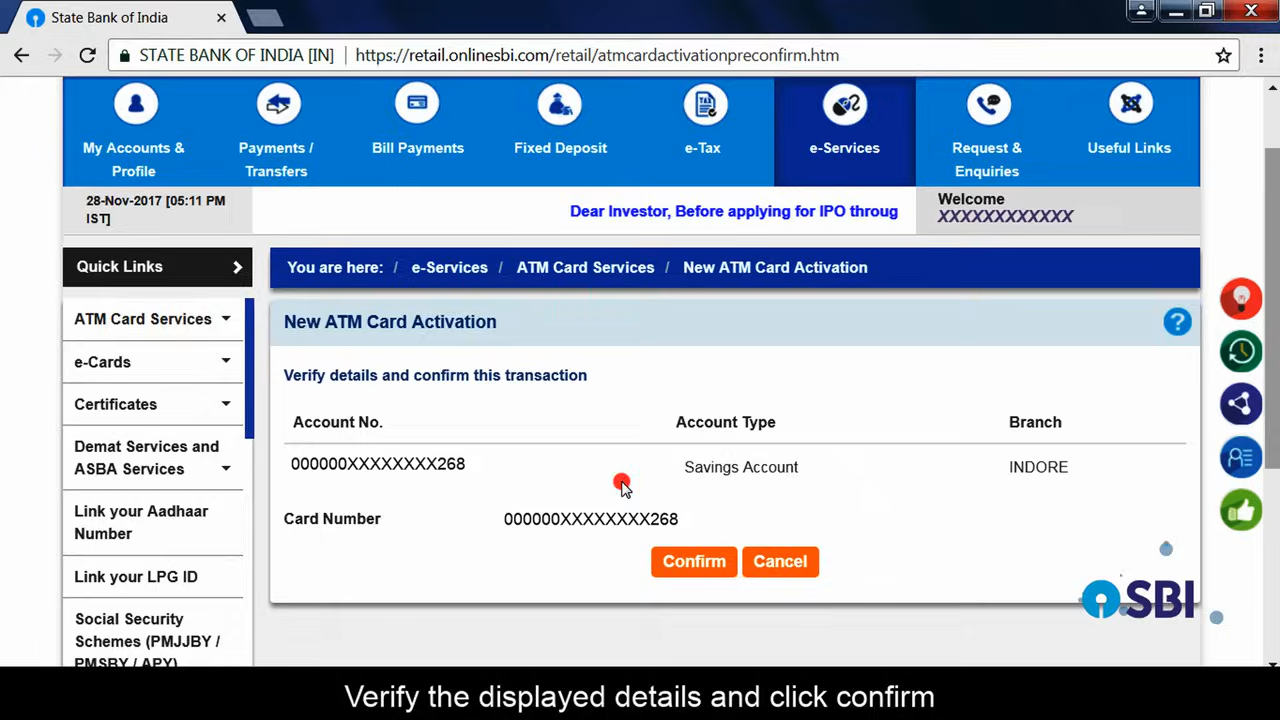 State Bank of India
STATE BANK OF INDIA [IN] https://retail.onlinesbi.com/retail/atmcardactivationpreconfirm.htm
My Accounts & Profile
Payments / Transfers
Bill Payments
Fixed Deposit
e-Tax
e-Services
Request & Enquiries
Useful Links
28-Nov-2017 [05:11 PM IST]
Dear Investor, Before applying for IPO throug
Welcome
XXXXXXXXXXXX
Quick Links
ATM Card Services
e-Cards
Certificates
Demat Services and
ASBA Services
Link your Aadhaar
Number
Link your LPG ID
Social Security
Schemes (PMJJBY /
PMSBY / APY)
You are here: / e-Services / ATM Card Services / New ATM Card Activation
New ATM Card Activation
?
Verify details and confirm this transaction
Account No. Account Type Branch
000000XXXXXXXX268 Savings Account INDORE
Card Number 000000XXXXXXXX268
Confirm Cancel
SBI
Verify the displayed details and click confirm